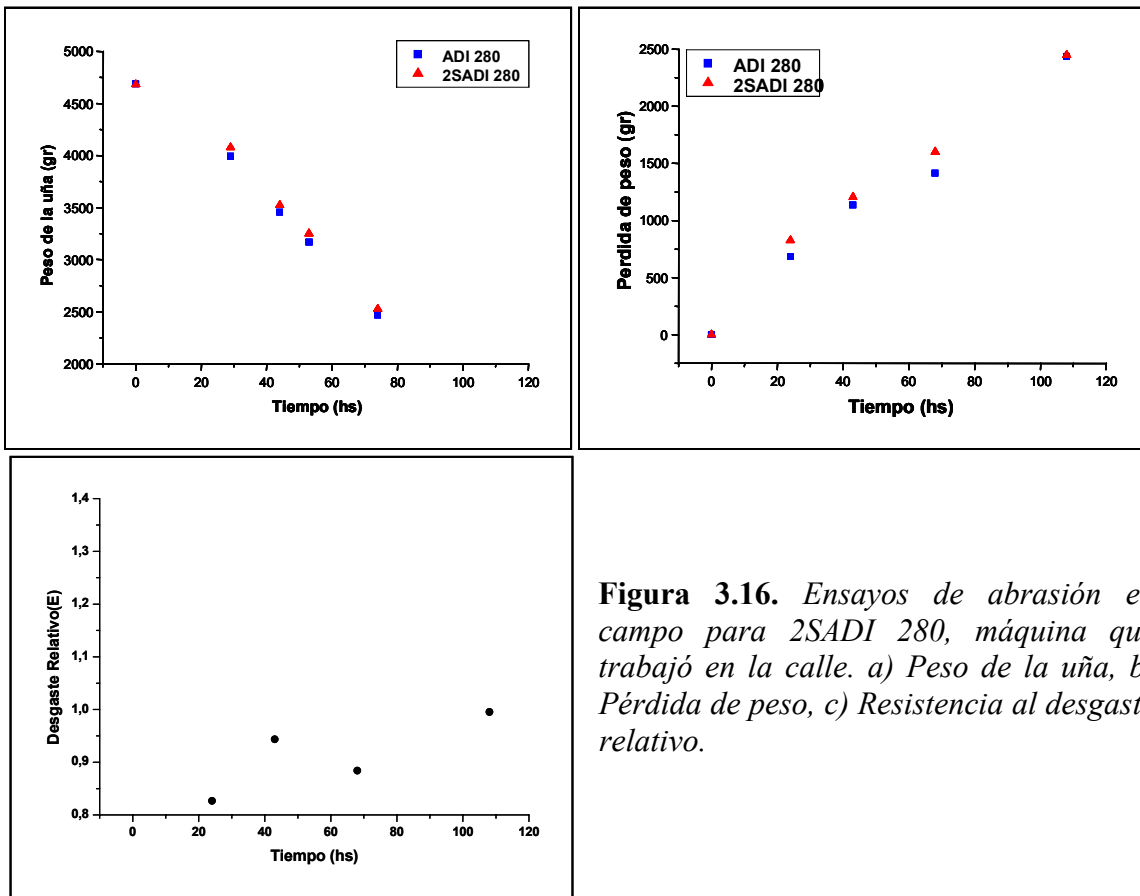 5000
4500
4000
3500
3000
2500
2000
Peso de la uña (gr)
ADI 280
2SADI 280
0 20 40 60 80 100 120
Tiempo (hs)
2500
2000
1500
1000
500
0
Perdida de peso (gr)
ADI 280
2SADI 280
0 20 40 60 80 100 120
Tiempo (hs)
1,4
1,3
1,2
1,1
1,0
0,9
0,8
Desgaste Relativo(E)
0 20 40 60 80 100 120
Tiempo (hs)
Figura 3.16. Ensayos de abrasión e
campo para 2SADI 280, máquina qu
trabajó en la calle. a) Peso de la uña, b
Pérdida de peso, c) Resistencia al desgast
relativo.